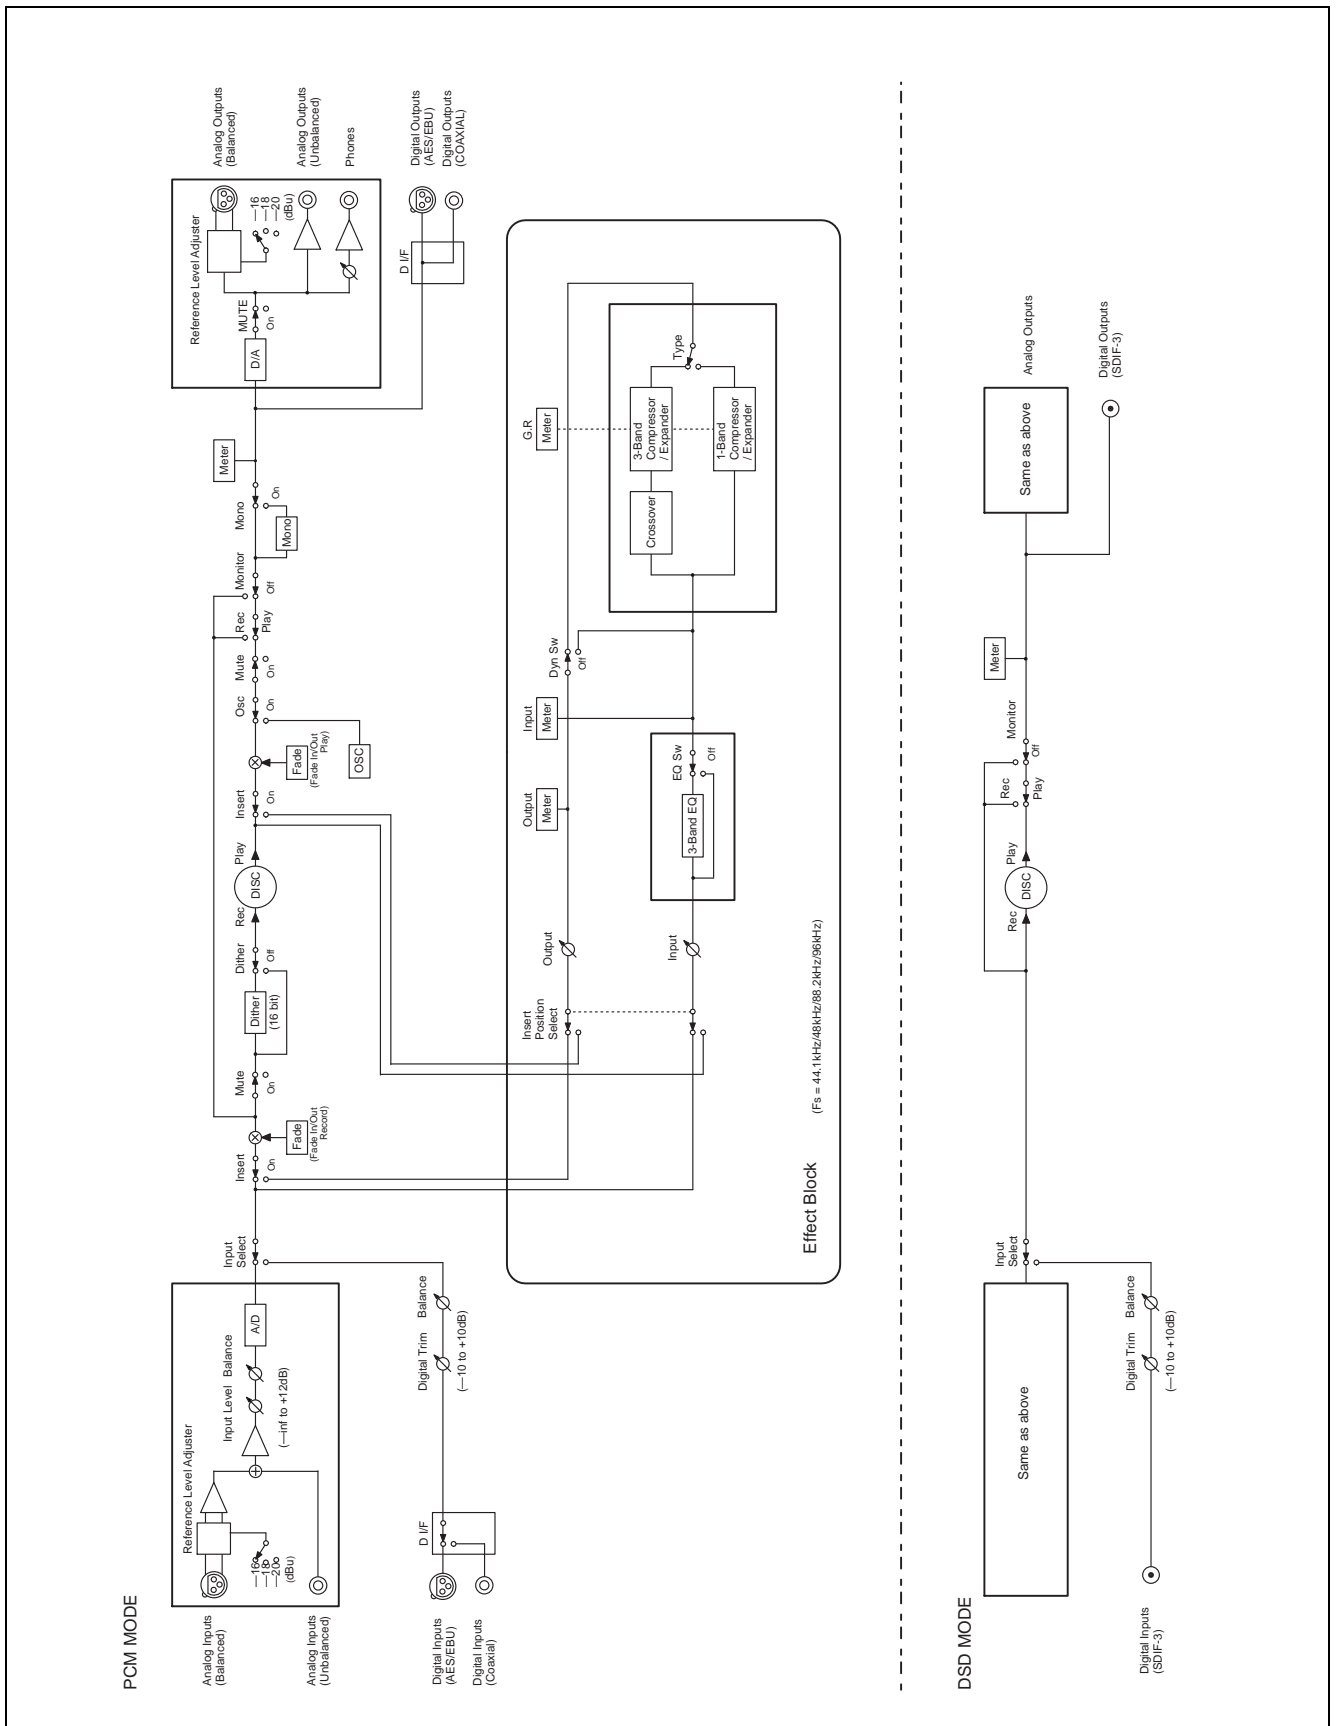 PCM MODE
Analog Inputs
(Balanced)
Analog Inputs
(Unbalanced)
Reference Level Adjuster
—16
—18
—20
(dBu)
Input Level
Balance
(—inf to +12dB)
A/D
Digital Inputs
(AES/EBU)
Digital Inputs
(Coaxial)
D I/F
Digital Trim
Balance
(—10 to +10dB)
Input
Select
Insert
On
Fade
(Fade In/Out
Record)
Mute
On
Dither
(16 bit)
Dither
Off
Rec
DISC
Play
Insert
On
Fade
(Fade In/Out
Play)
Osc
On
OSC
Mute
On
Rec
Play
Monitor
Off
Mono
Mono
On
Meter
D/A
MUTE
On
Reference Level Adjuster
—16
—18
—20
(dBu)
Analog Outputs
(Balanced)
Analog Outputs
(Unbalanced)
Phones
D I/F
Digital Outputs
(AES/EBU)
Digital Outputs
(COAXIAL)
Effect Block
(Fs = 44.1kHz/48kHz/88.2kHz/96kHz)
Insert
Position
Select
Output
Input
Output
Meter
Input
Meter
3-Band EQ
EQ Sw
Off
Dyn Sw
Off
G.R
Meter
Crossover
3-Band
Compressor
/ Expander
1-Band
Compressor
/ Expander
Type
DSD MODE
Same as above
Digital Inputs
(SDIF-3)
Digital Trim
Balance
(—10 to +10dB)
Input
Select
Rec
DISC
Play
Rec
Play
Monitor
Off
Meter
Same as above
Analog Outputs
Digital Outputs
(SDIF-3)